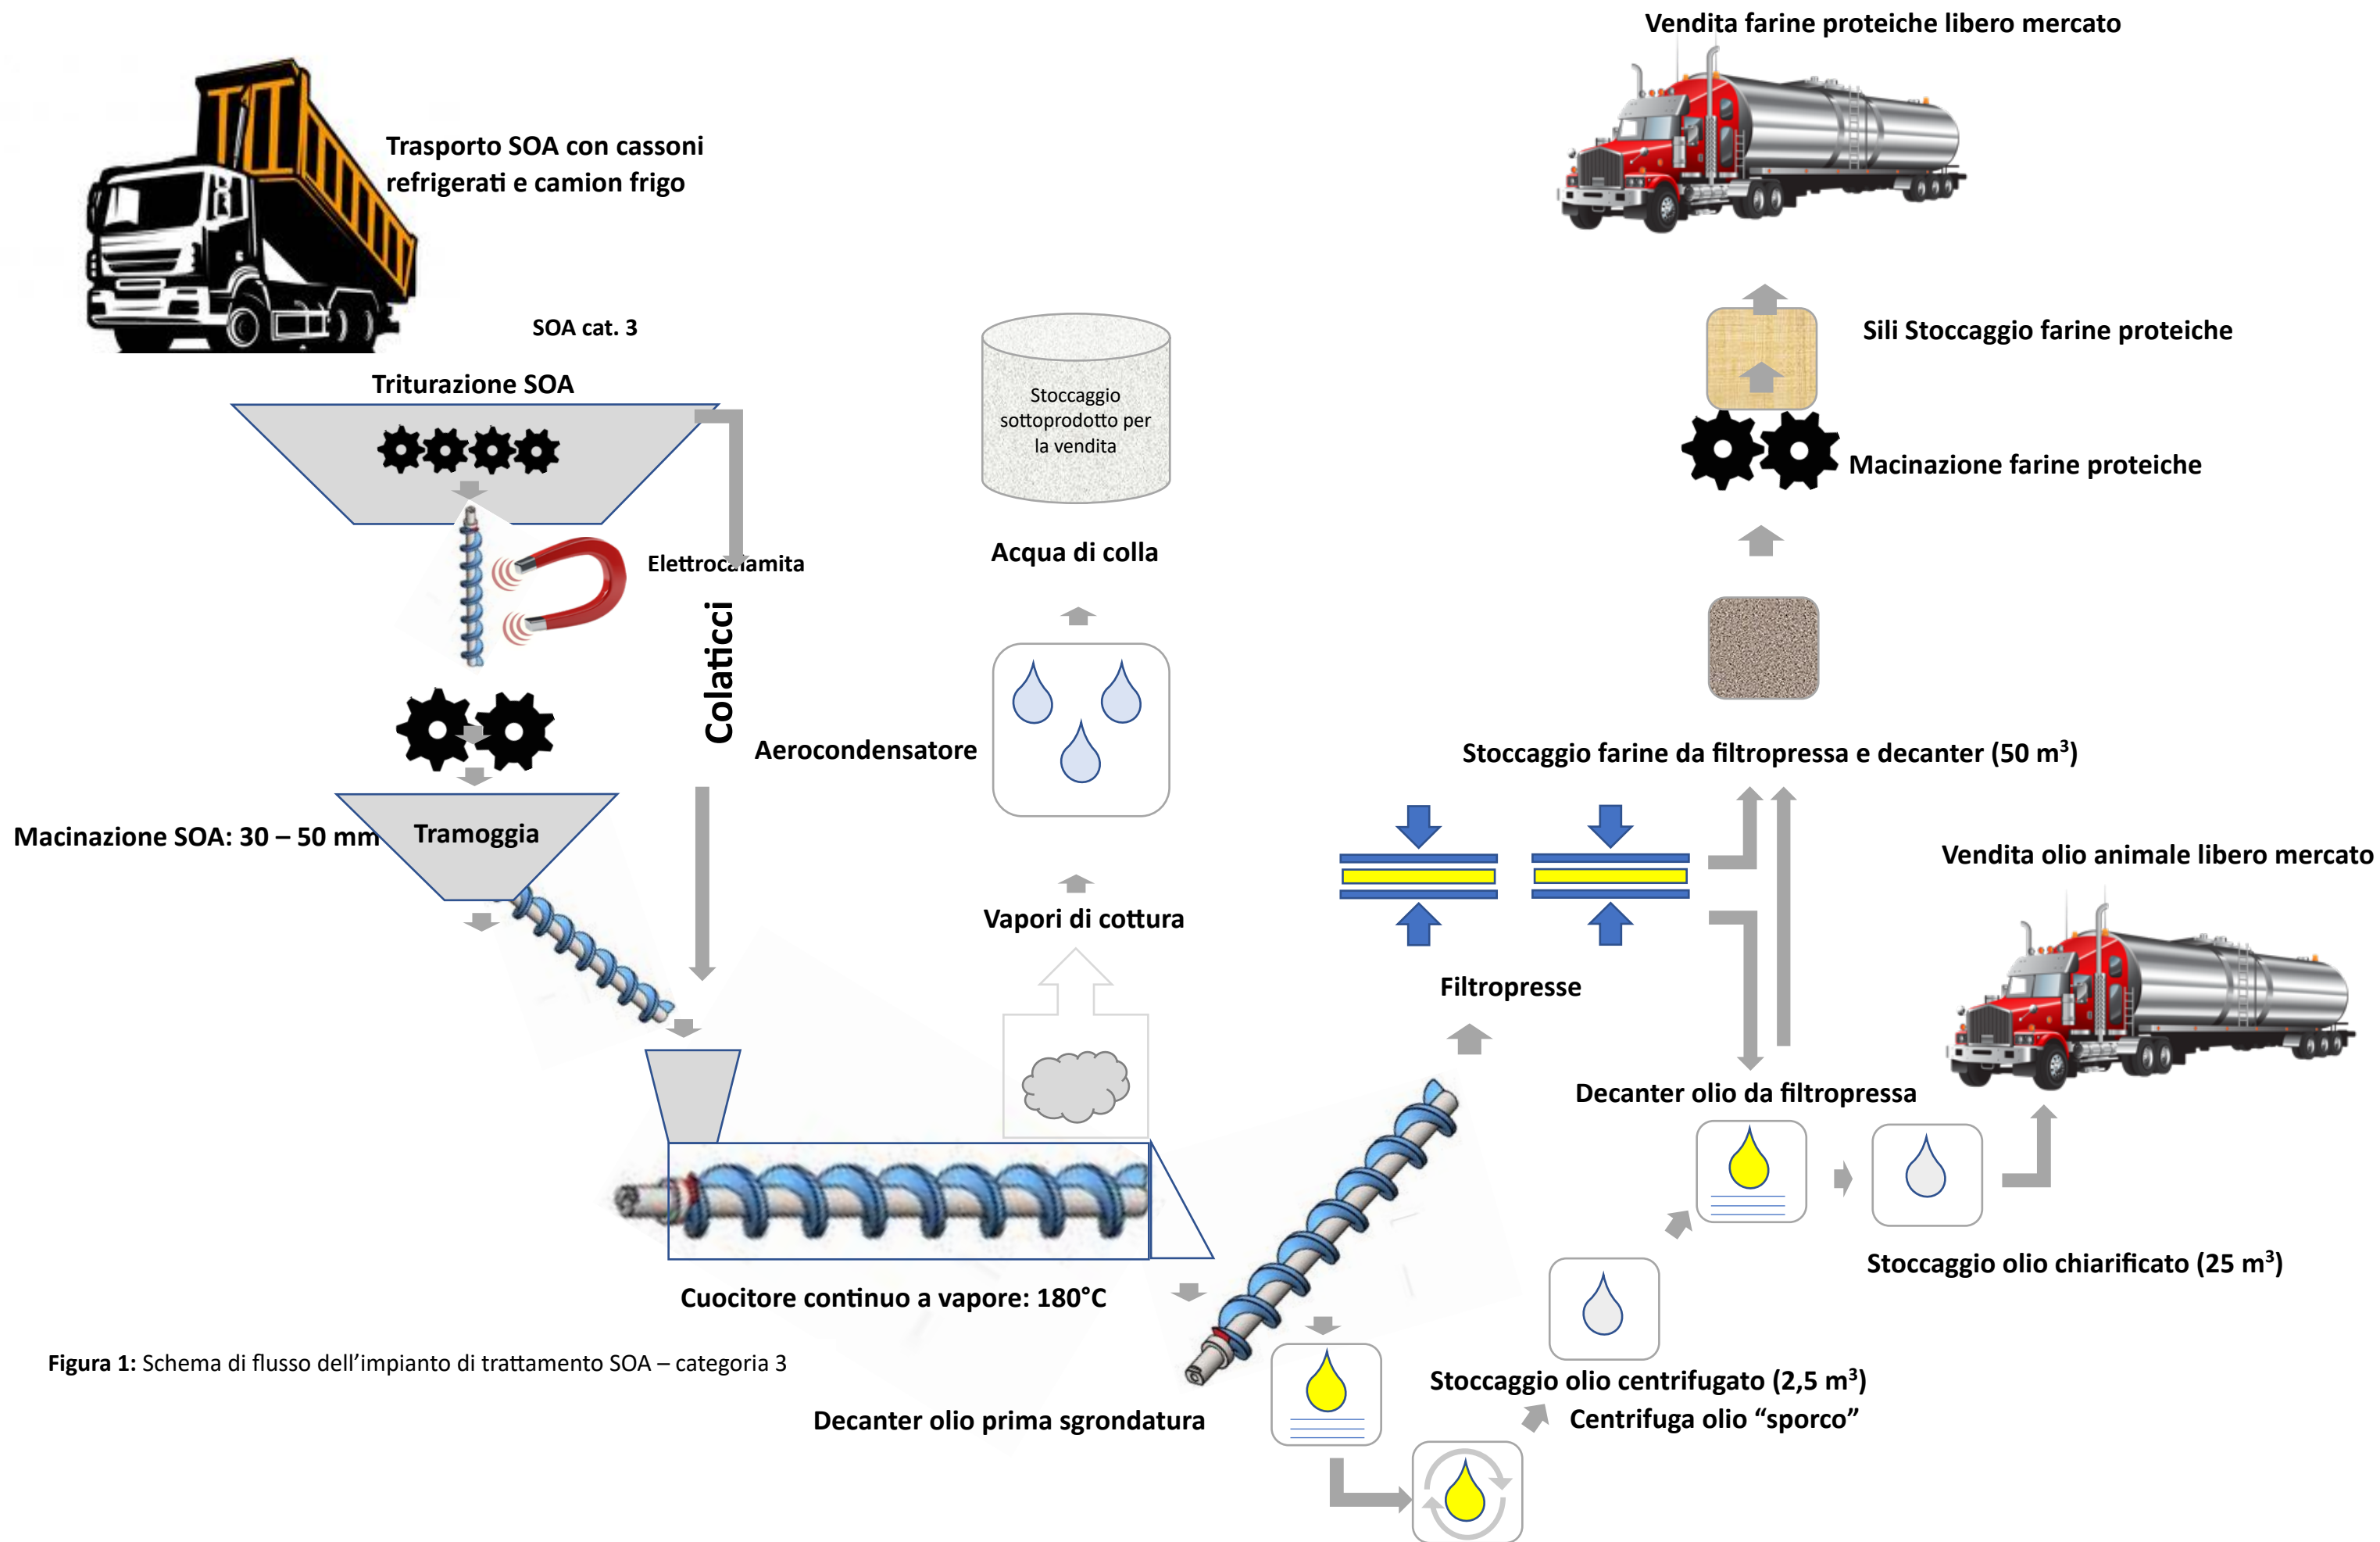 Vendita farine proteiche libero mercato
Trasporto SOA con cassoni
refrigerati e camion frigo
SOA cat. 3
Triturazione SOA
Stoccaggio
sottoprodotto per
la vendita
Sili Stoccaggio farine proteiche
Macinazione farine proteiche
Elettrocalamita
Acqua di colla
Colaticci
Aerocondensatore
Stoccaggio farine da filtropressa e decanter (50 m³)
Macinazione SOA: 30 – 50 mm
Tramoggia
Vendita olio animale libero mercato
Vapori di cottura
Filtropresse
Decanter olio da filtropressa
Stoccaggio olio chiarificato (25 m³)
Cuocitore continuo a vapore: 180°C
Figura 1: Schema di flusso dell’impianto di trattamento SOA – categoria 3
Stoccaggio olio centrifugato (2,5 m³)
Decanter olio prima sgrondatura
Centrifuga olio “sporco”